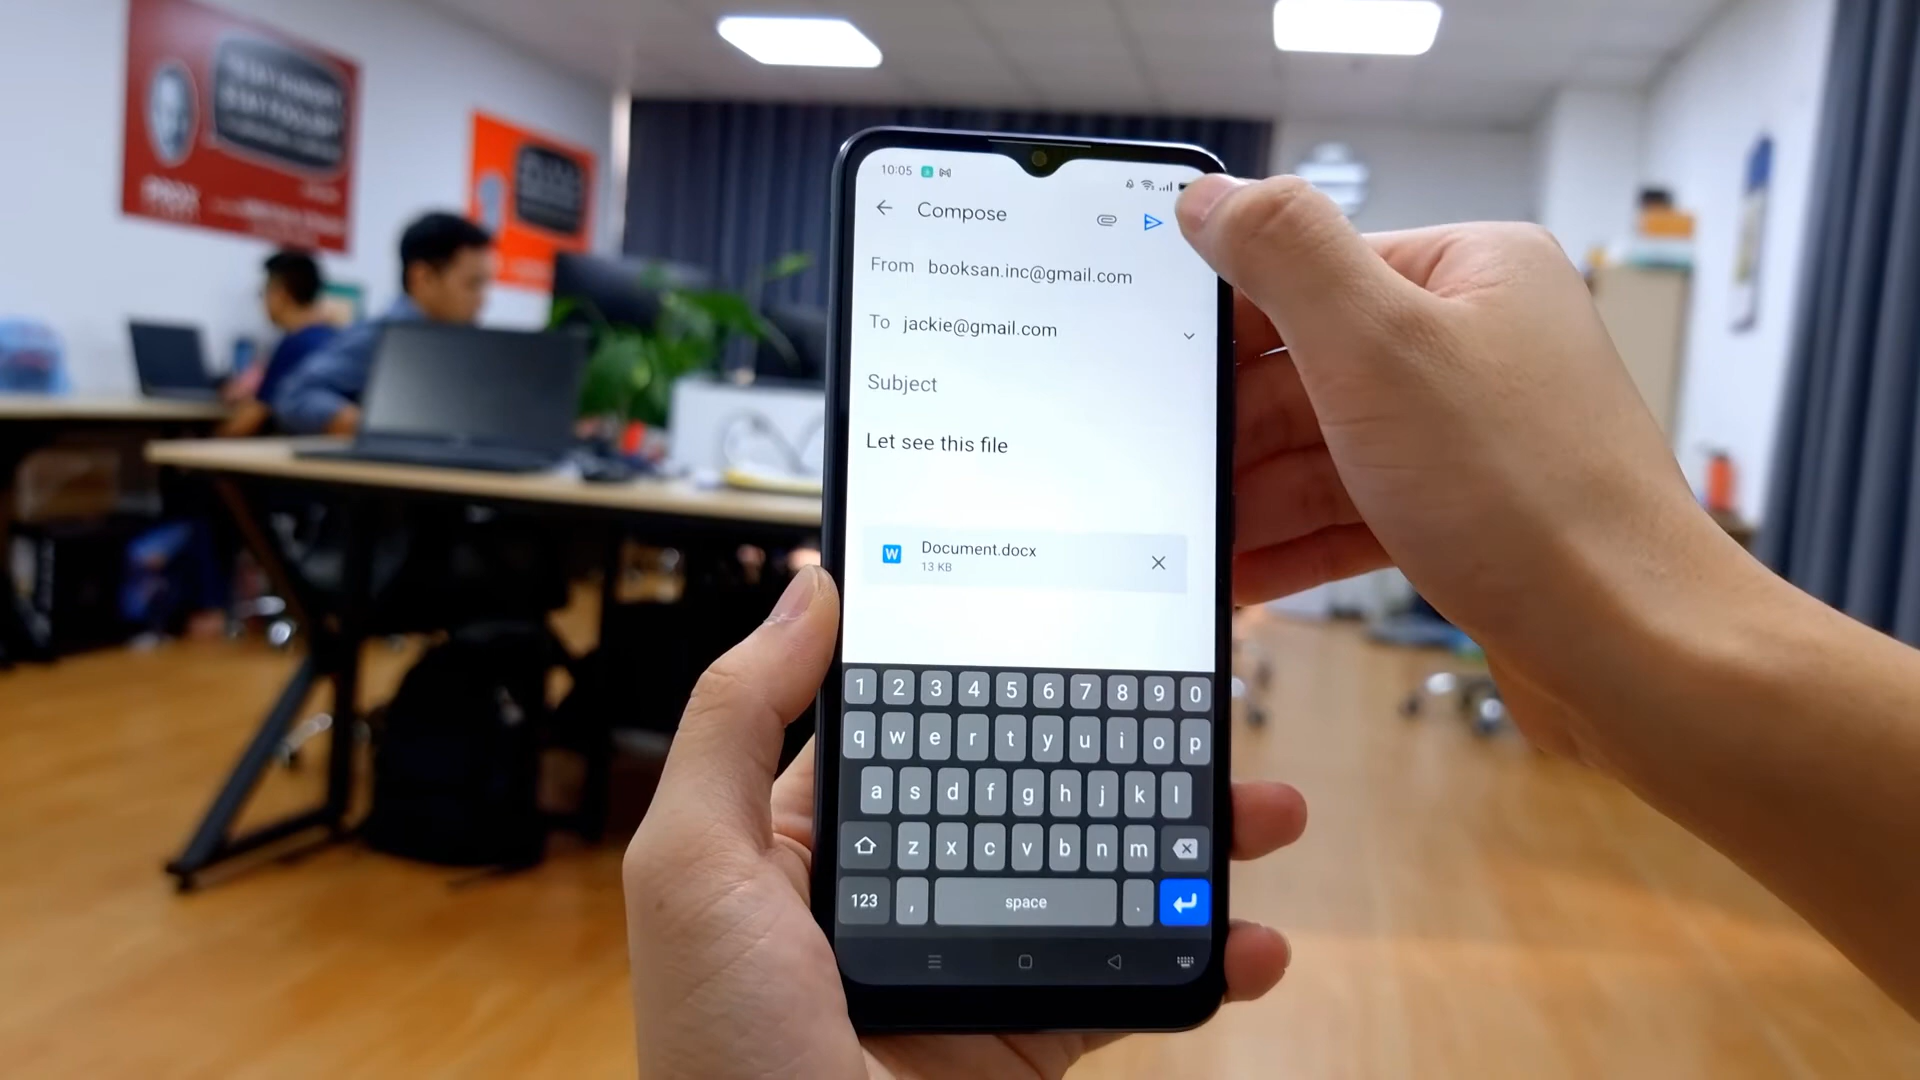 10:05
Compose
From booksan.inc@gmail.com
To jackie@gmail.com
Subject
Let see this file
W
Document.docx
13 KB
1 2 3 4 5 6 7 8 9 0
q w e r t y u i o p
a s d f g h j k l
z x c v b n m
123 , space .